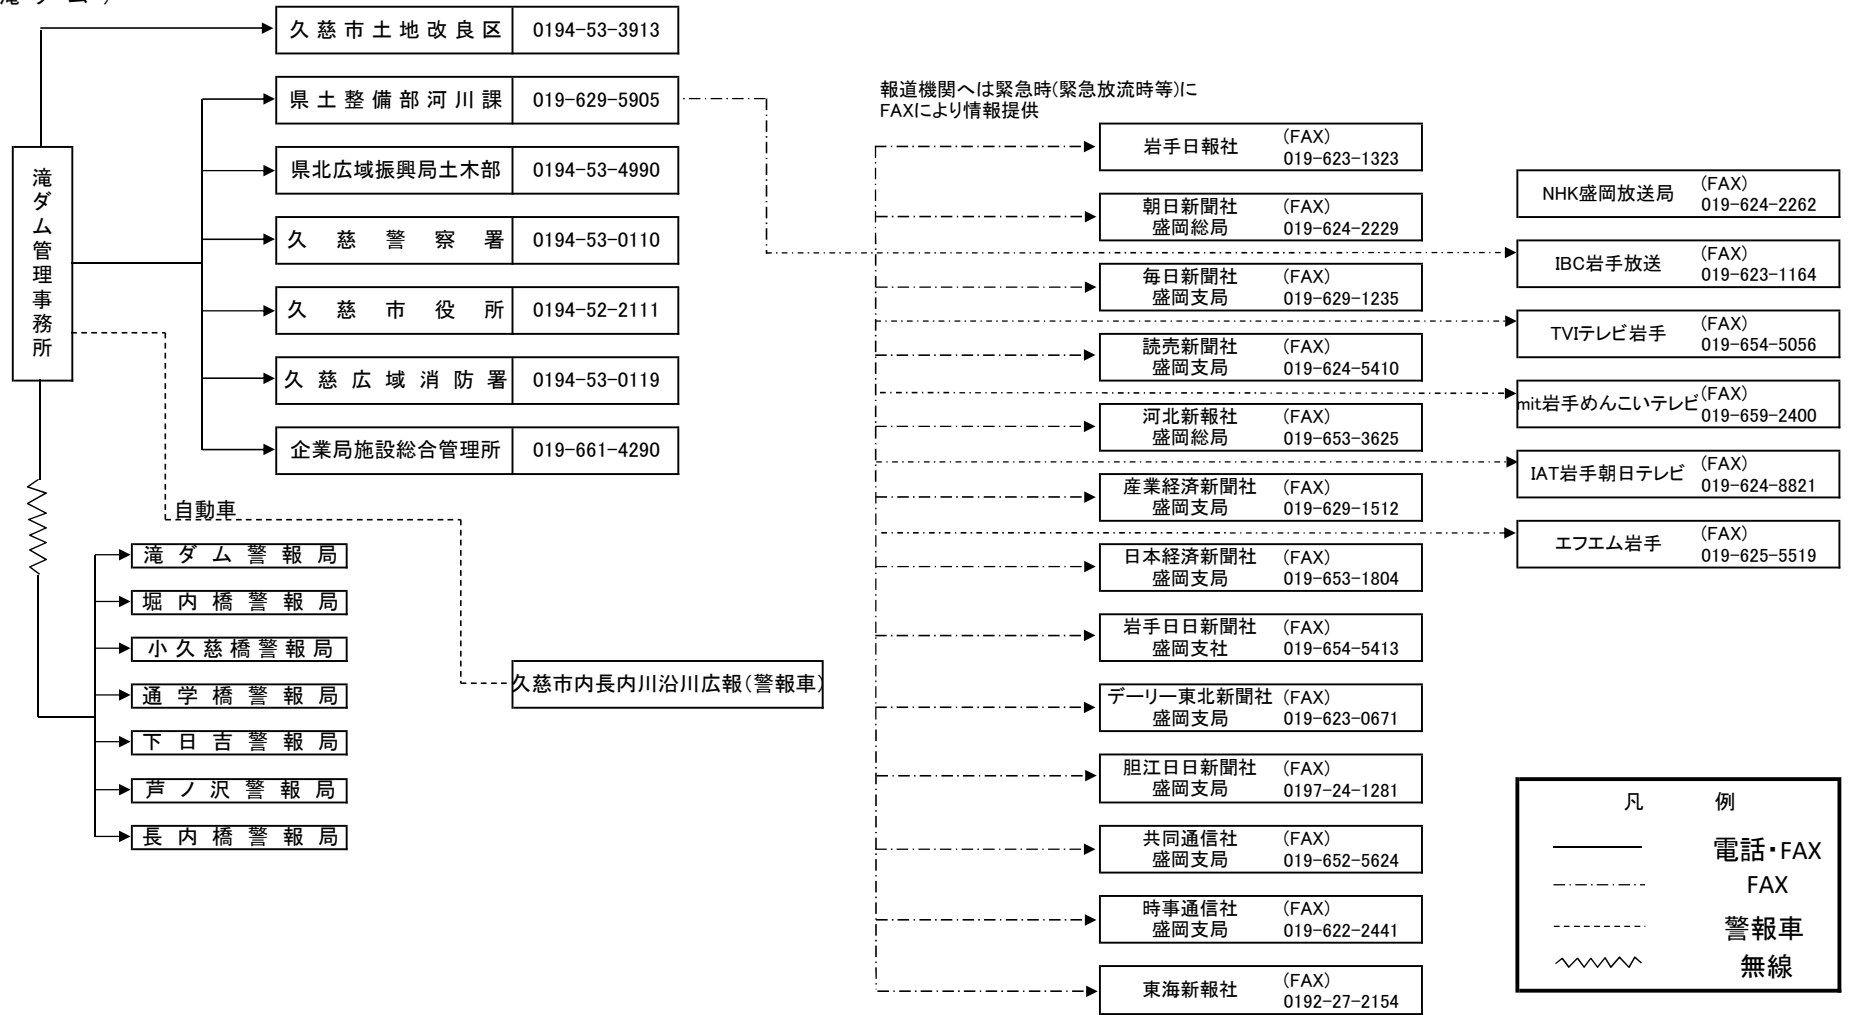 久慈市土地改良区 0194-53-3913
県土整備部河川課 019-629-5905
県北広域振興局土木部 0194-53-4990
久慈警察署 0194-53-0110
久慈市役所 0194-52-2111
久慈広域消防署 0194-53-0119
企業局施設総合管理所 019-661-4290
滝ダム管理事務所
自動車
滝ダム警報局
堀内橋警報局
小久慈橋警報局
通学橋警報局
下日吉警報局
芦ノ沢警報局
長内橋警報局
久慈市内長内川沿川広報(警報車)
報道機関へは緊急時(緊急放流時等)に
FAXにより情報提供
岩手日報社 (FAX)
019-623-1323
朝日新聞社 (FAX)
盛岡総局 019-624-2229
毎日新聞社 (FAX)
盛岡支局 019-629-1235
読売新聞社 (FAX)
盛岡支局 019-624-5410
河北新報社 (FAX)
盛岡総局 019-653-3625
産業経済新聞社 (FAX)
盛岡支局 019-629-1512
日本経済新聞社 (FAX)
盛岡支局 019-653-1804
岩手日日新聞社 (FAX)
盛岡支社 019-654-5413
デーリー東北新聞社 (FAX)
盛岡支局 019-623-0671
胆江日日新聞社 (FAX)
盛岡支局 0197-24-1281
共同通信社 (FAX)
盛岡支局 019-652-5624
時事通信社 (FAX)
盛岡支局 019-622-2441
東海新報社 (FAX)
0192-27-2154
NHK盛岡放送局 (FAX)
019-624-2262
IBC岩手放送 (FAX)
019-623-1164
TVIテレビ岩手 (FAX)
019-654-5056
mit岩手めんこいテレビ (FAX)
019-659-2400
IAT岩手朝日テレビ (FAX)
019-624-8821
エフエム岩手 (FAX)
019-625-5519
凡例
電話・FAX
FAX
警報車
無線